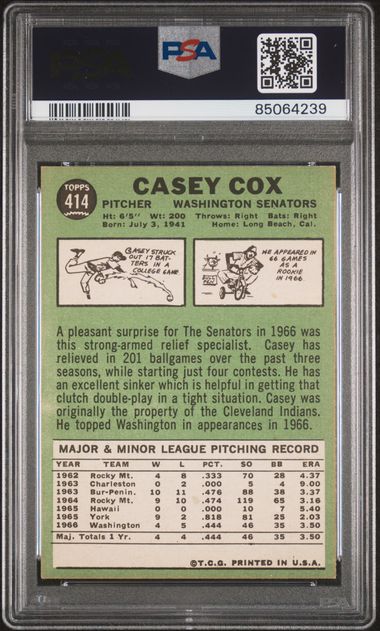 PSA
PSA
85064239
TOPPS
414
CASEY COX
PITCHER WASHINGTON SENATORS
Ht: 6'5" Wt: 200 Throws: Right Bats: Right
Born: July 3, 1941 Home: Long Beach, Cal.
CASEY STRUCK
OUT 17 BAT-
TERS IN A
COLLEGE GAME.
HE APPEARED IN
66 GAMES
AS A
ROOKIE
IN 1966
A pleasant surprise for The Senators in 1966 was
this strong-armed relief specialist. Casey has
relieved in 201 ballgames over the past three
seasons, while starting just four contests. He has
an excellent sinker which is helpful in getting that
clutch double-play in a tight situation. Casey was
originally the property of the Cleveland Indians.
He topped Washington in appearances in 1966.
MAJOR & MINOR LEAGUE PITCHING RECORD
YEAR TEAM W L PCT. SO BB ERA
1962 Rocky Mt. 4 8 .333 70 28 4.37
1963 Charleston 0 2 .000 5 4 9.00
1963 Bur-Penin. 10 11 .476 88 38 3.37
1964 Rocky Mt. 9 10 .474 119 65 3.16
1965 Hawaii 0 0 .000 10 7 5.40
1965 York 9 2 .818 81 25 2.03
1966 Washington 4 5 .444 46 35 3.50
Maj. Totals 1 Yr. 4 4 .444 46 35 3.50
©T.C.G. PRINTED IN U.S.A.